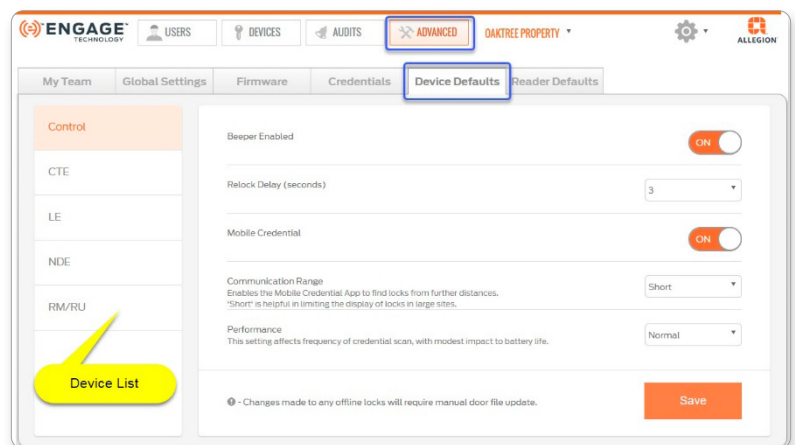 ENGAGE™
TECHNOLOGY
USERS
DEVICES
AUDITS
ADVANCED
OAKTREE PROPERTY
ALLEGION
My Team
Global Settings
Firmware
Credentials
Device Defaults
Reader Defaults
Control
CTE
LE
NDE
RM/RU
Device List
Beeper Enabled
ON
Relock Delay (seconds)
3
Mobile Credential
ON
Communication Range
Enables the Mobile Credential App to find locks from further distances.
'Short' is helpful in limiting the display of locks in large sites.
Short
Performance
This setting affects frequency of credential scan, with modest impact to battery life.
Normal
- Changes made to any offline locks will require manual door file update.
Save